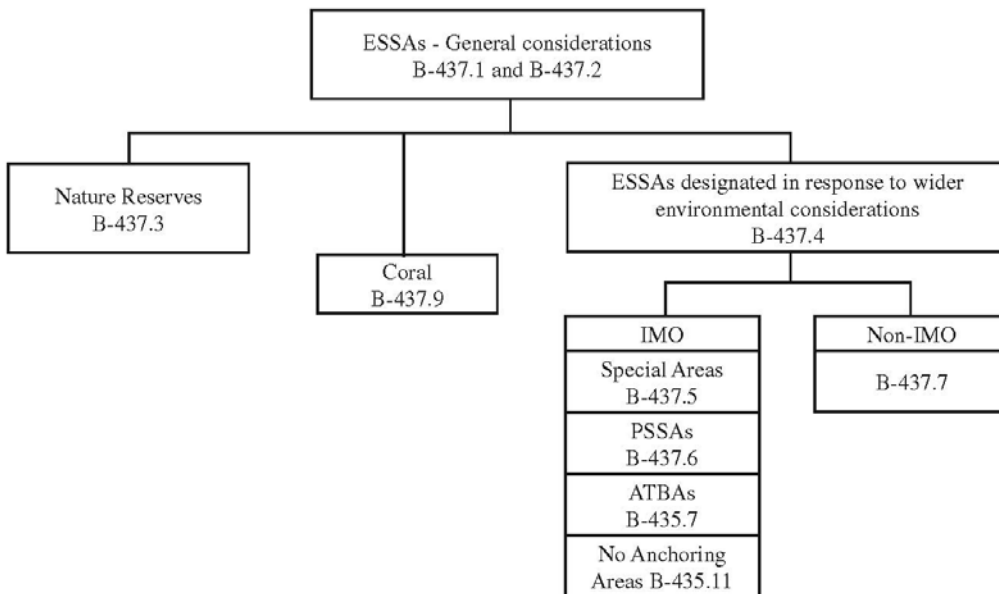 ESSAs - General considerations
B-437.1 and B-437.2
Nature Reserves
B-437.3
Coral
B-437.9
ESSAs designated in response to wider
environmental considerations
B-437.4
IMO
Special Areas
B-437.5
PSSAs
B-437.6
ATBAs
B-435.7
No Anchoring
Areas B-435.11
Non-IMO
B-437.7